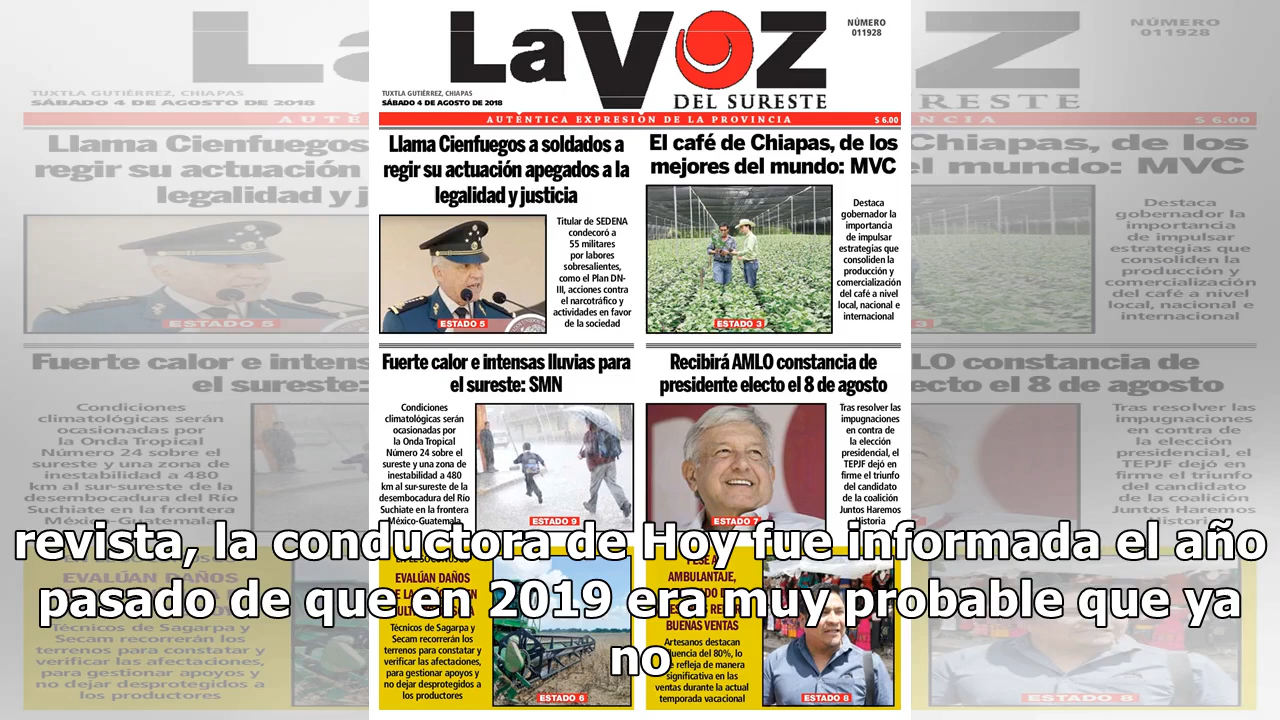 La Voz
DEL SURESTE
NÚMERO
011928
TUXTLA GUTIÉRREZ, CHIAPAS
SÁBADO 4 DE AGOSTO DE 2018
AUTÉNTICA EXPRESIÓN DE LA PROVINCIA
$ 6.00
Llama Cienfuegos a soldados a
regir su actuación apegados a la
legalidad y justicia
Titular de SEDENA
condecoró a
55 militares
por labores
sobresalientes,
como el Plan DN-
III, acciones contra
el narcotráfico y
actividades en favor
de la sociedad
ESTADO 5
El café de Chiapas, de los
mejores del mundo: MVC
Destaca
gobernador la
importancia
de impulsar
estrategias que
consoliden la
producción y
comercialización
del café a nivel
local, nacional e
internacional
ESTADO 3
Fuerte calor e intensas lluvias para
el sureste: SMN
Condiciones
climatológicas serán
ocasionadas por
la Onda Tropical
Número 24 sobre el
sureste y una zona de
inestabilidad a 480
km al sur-sureste de la
desembocadura del Río
Suchiate en la frontera
México-Guatemala
ESTADO 9
Recibirá AMLO constancia de
presidente electo el 8 de agosto
Tras resolver las
impugnaciones
en contra de
la elección
presidencial, el
TEPJF dejó en
firme el triunfo
del candidato
de la coalición
Juntos Haremos
Historia
ESTADO 7
revista, la conductora de Hoy fue informada el año
pasado de que en 2019 era muy probable que ya
no
EVALÚAN DAÑOS
Técnicos de Sagarpa y
Secam recorrerán los
terrenos para constatar y
verificar las afectaciones,
para gestionar apoyos y
no dejar desprotegidos a
los productores
ESTADO 6
AMBULANTAJE,
BUENAS VENTAS
Artesanos destacan
del 80%, lo
refleja de manera
significativa en las
ventas durante la actual
temporada vacacional
ESTADO 8